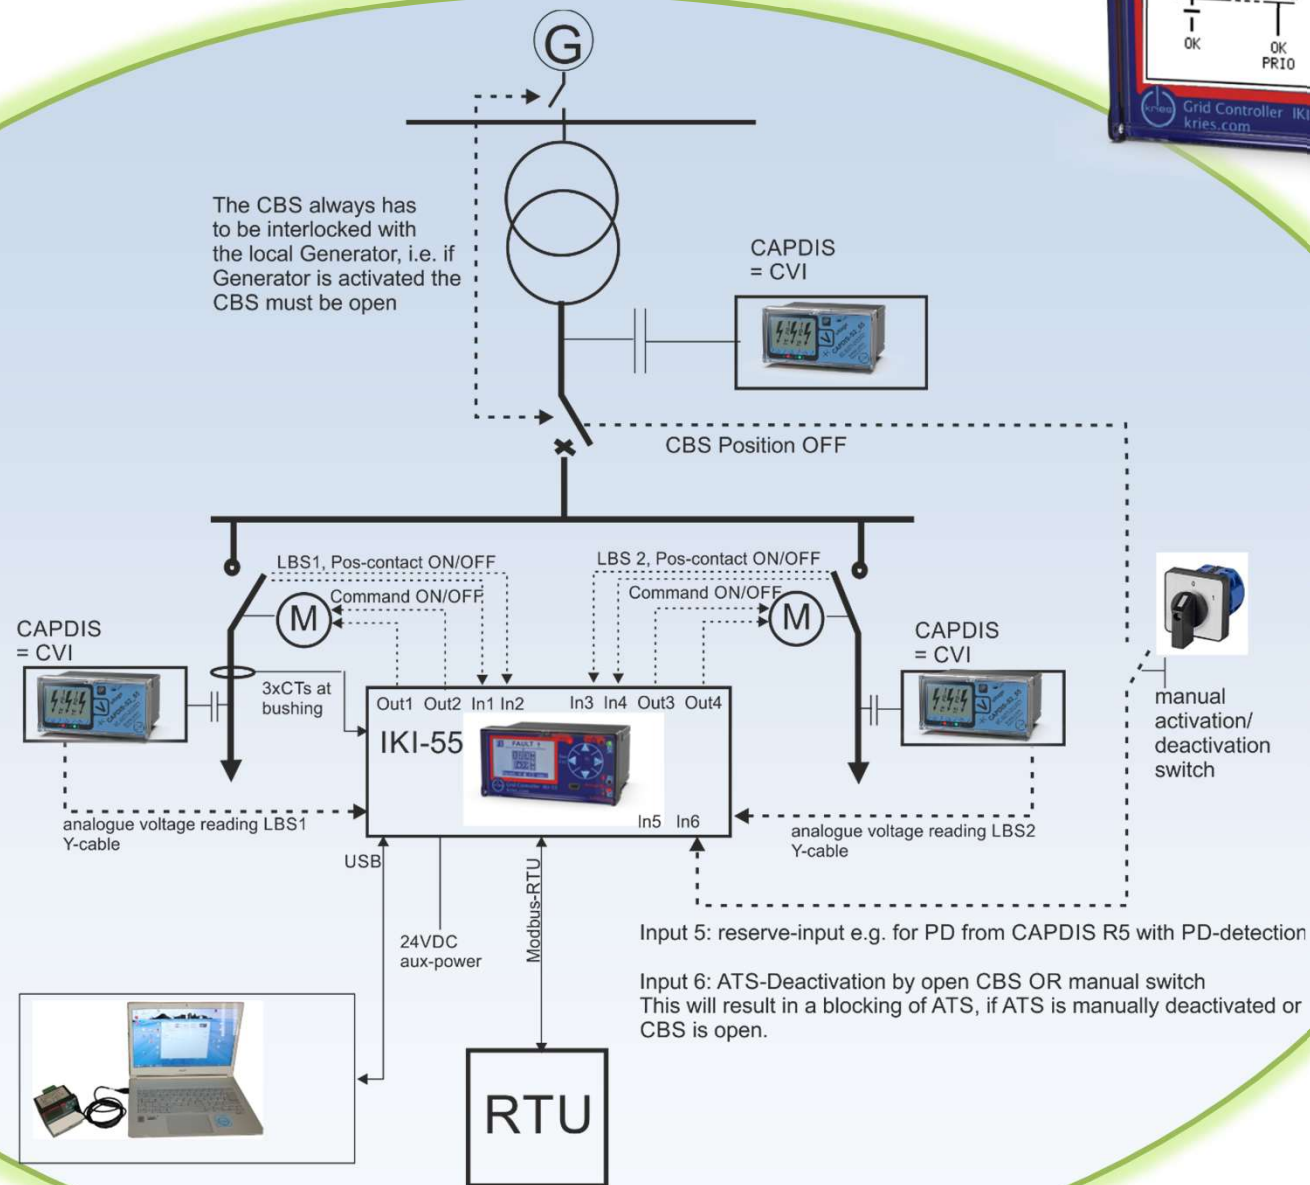 G
OK
OK
PRIO
kries
Grid Controller IKI
kries.com
The CBS always has
to be interlocked with
the local Generator, i.e. if
Generator is activated the
CBS must be open
CAPDIS
= CVI
CBS Position OFF
LBS1, Pos-contact ON/OFF
LBS 2, Pos-contact ON/OFF
Command ON/OFF
Command ON/OFF
M
M
CAPDIS
= CVI
CAPDIS
= CVI
3xCTs at
bushing
Out1 Out2 In1 In2
In3 In4 Out3 Out4
IKI-55
FAULT 1
manual
activation/
deactivation
switch
0
1
In5 In6
analogue voltage reading LBS1
Y-cable
analogue voltage reading LBS2
Y-cable
USB
24VDC
aux-power
Modbus-RTU
Input 5: reserve-input e.g. for PD from CAPDIS R5 with PD-detection
Input 6: ATS-Deactivation by open CBS OR manual switch
This will result in a blocking of ATS, if ATS is manually deactivated or
CBS is open.
RTU